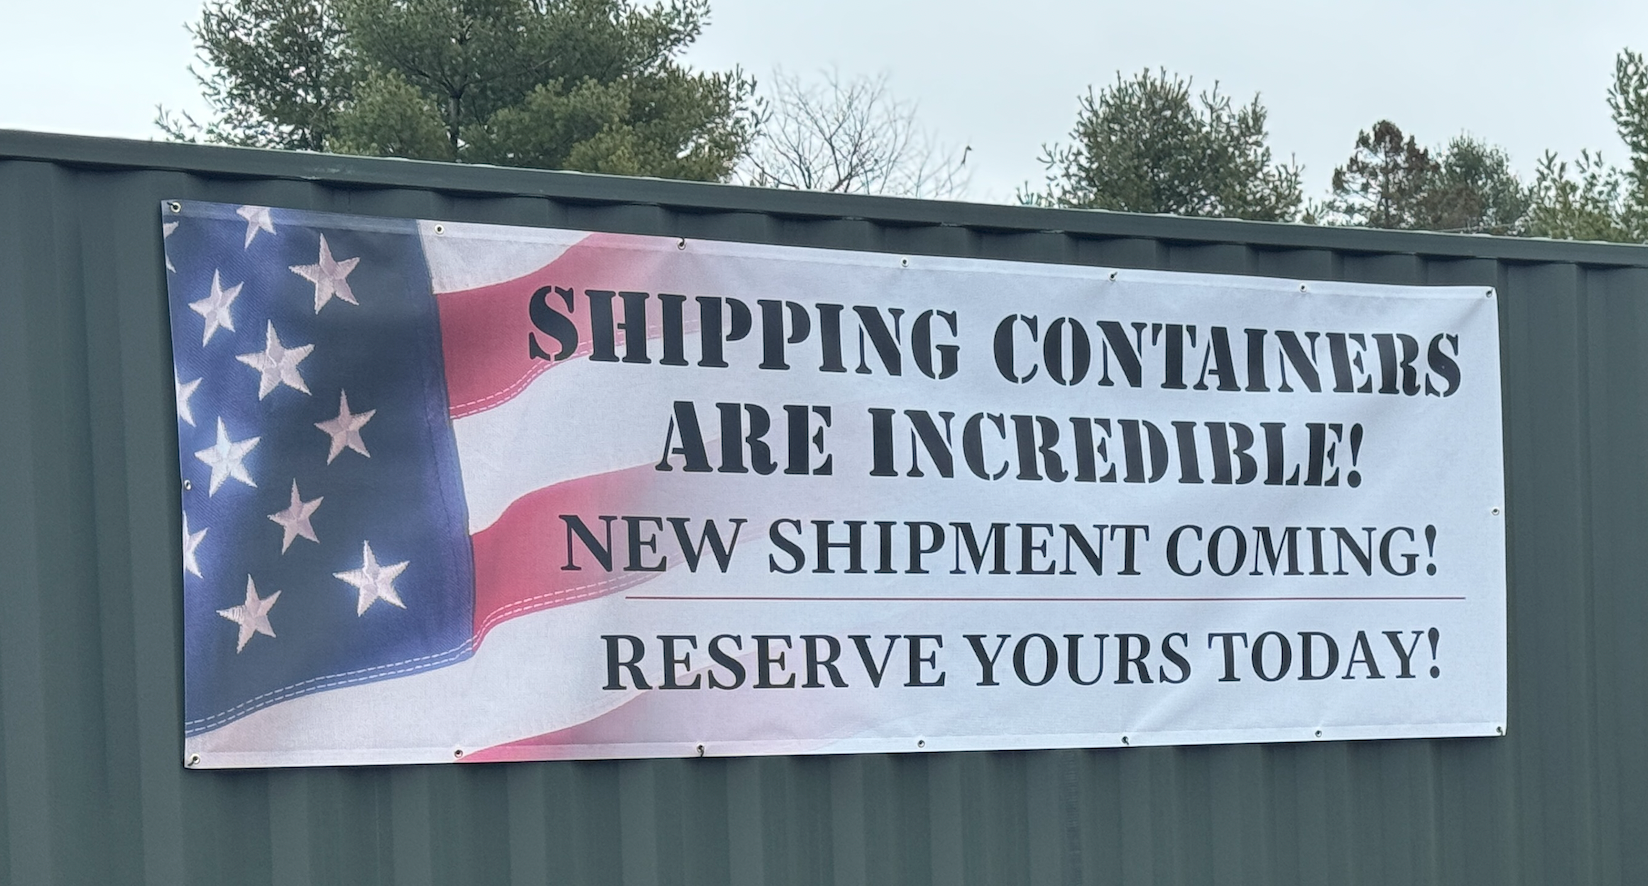 SHIPPING CONTAINERS
ARE INCREDIBLE!
NEW SHIPMENT COMING!
RESERVE YOURS TODAY!